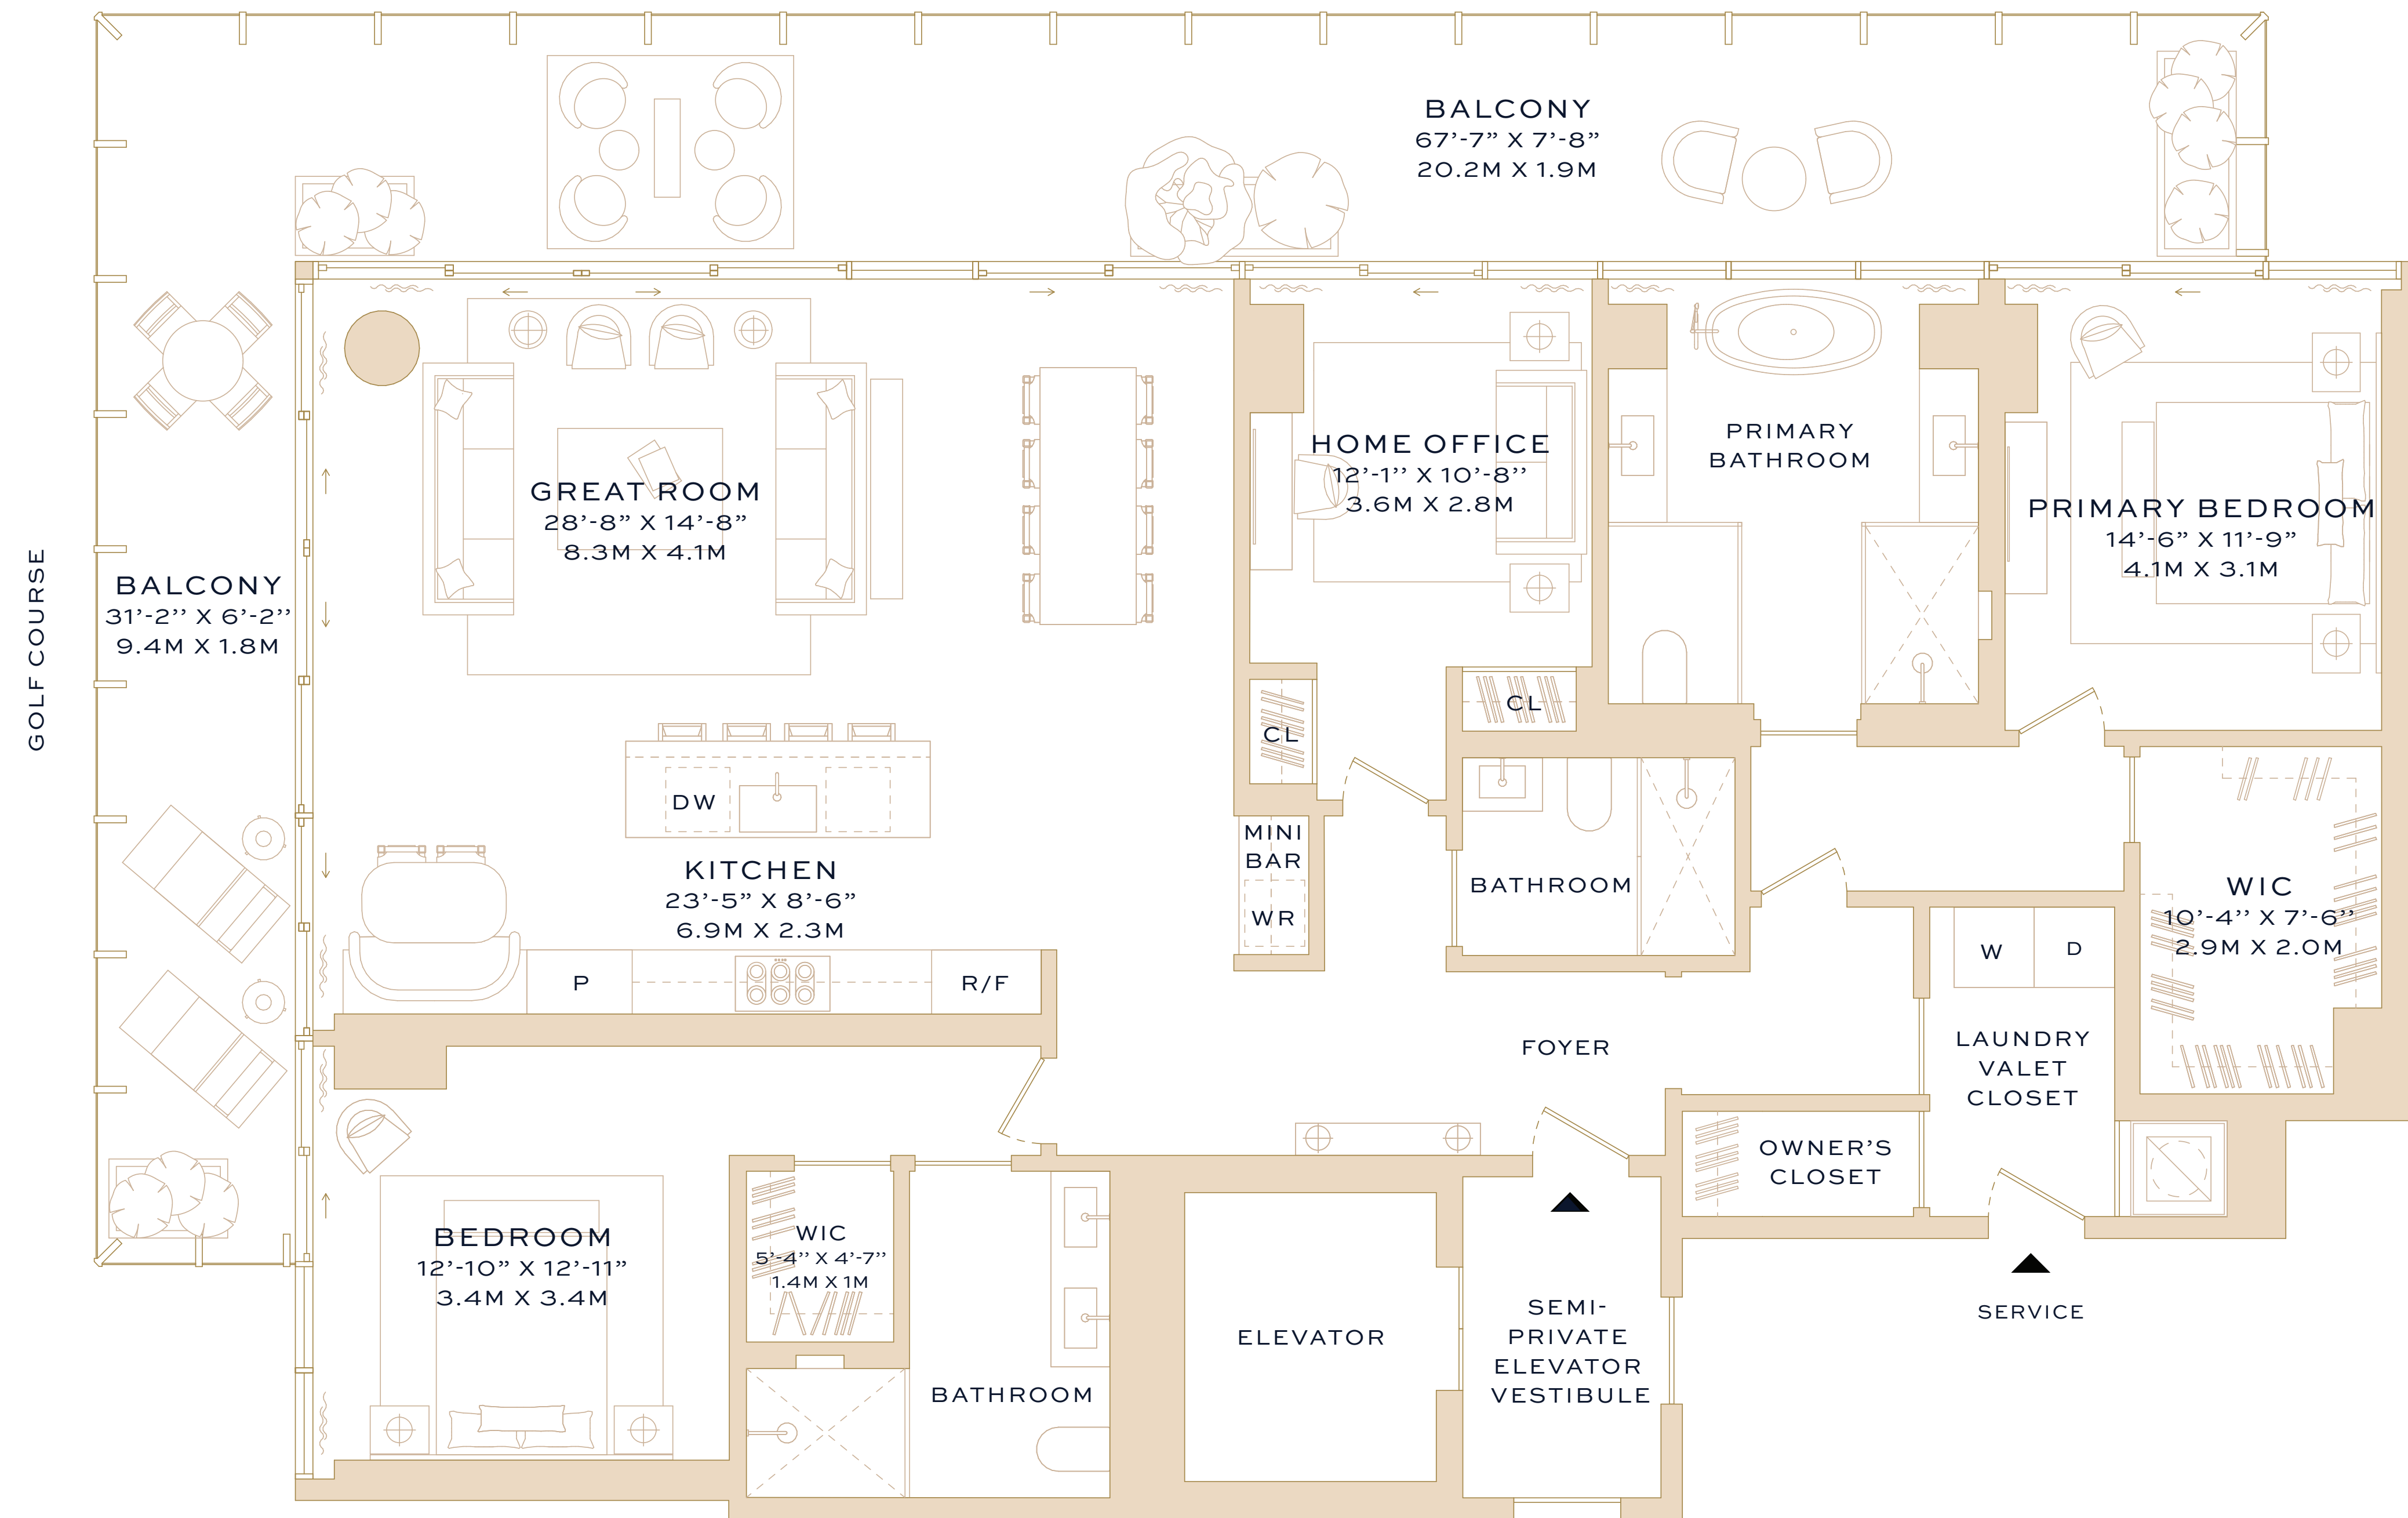 BALCONY
67’-7” X 7’-8”
20.2M X 1.9M
GOLF COURSE
BALCONY
31’-2’’ X 6’-2’’
9.4M X 1.8M
GREAT ROOM
28’-8” X 14’-8”
8.3M X 4.1M
HOME OFFICE
12’-1’’ X 10’-8’’
3.6M X 2.8M
PRIMARY
BATHROOM
PRIMARY BEDROOM
14’-6” X 11’-9”
4.1M X 3.1M
CL
CL
DW
KITCHEN
23’-5” X 8’-6”
6.9M X 2.3M
P
R/F
MINI
BAR
WR
BATHROOM
WIC
10’-4’’ X 7’-6’’
2.9M X 2.0M
W
D
LAUNDRY
VALET
CLOSET
FOYER
OWNER’S
CLOSET
BEDROOM
12’-10” X 12’-11”
3.4M X 3.4M
WIC
5’-4’’ X 4’-7’’
1.4M X 1M
BATHROOM
ELEVATOR
SEMI-
PRIVATE
ELEVATOR
VESTIBULE
SERVICE